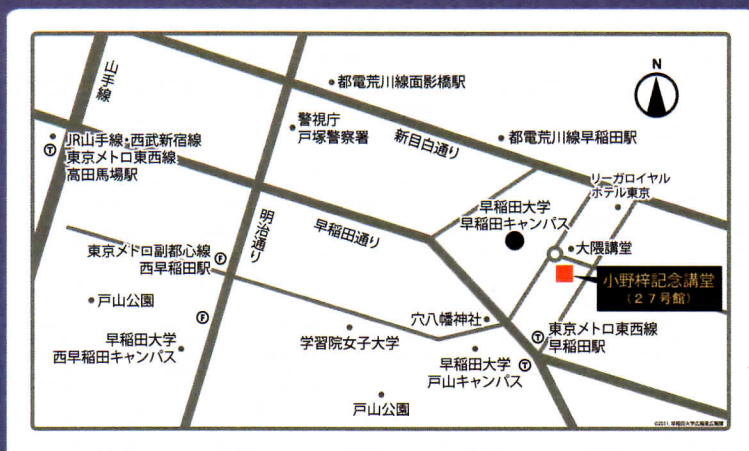 N
山手線
都電荒川線面影橋駅
警視庁
戸塚警察署
JR山手線・西武新宿線
東京メトロ東西線
高田馬場駅
T
新目白通り
都電荒川線早稲田駅
リーガロイヤル
ホテル東京
早稲田大学
早稲田キャンパス
大隈講堂
小野梓記念講堂
(27号館)
明治通り
早稲田通り
東京メトロ副都心線
西早稲田駅
F
戸山公園
F
早稲田大学
西早稲田キャンパス
学習院女子大学
穴八幡神社
T
東京メトロ東西線
早稲田駅
早稲田大学
戸山キャンパス
T
戸山公園